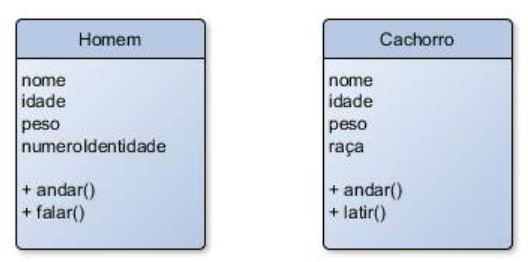 Homem
nome
idade
peso
numeroIdentidade
+ andar()
+ falar()
Cachorro
nome
idade
peso
raça
+ andar()
+ latir()